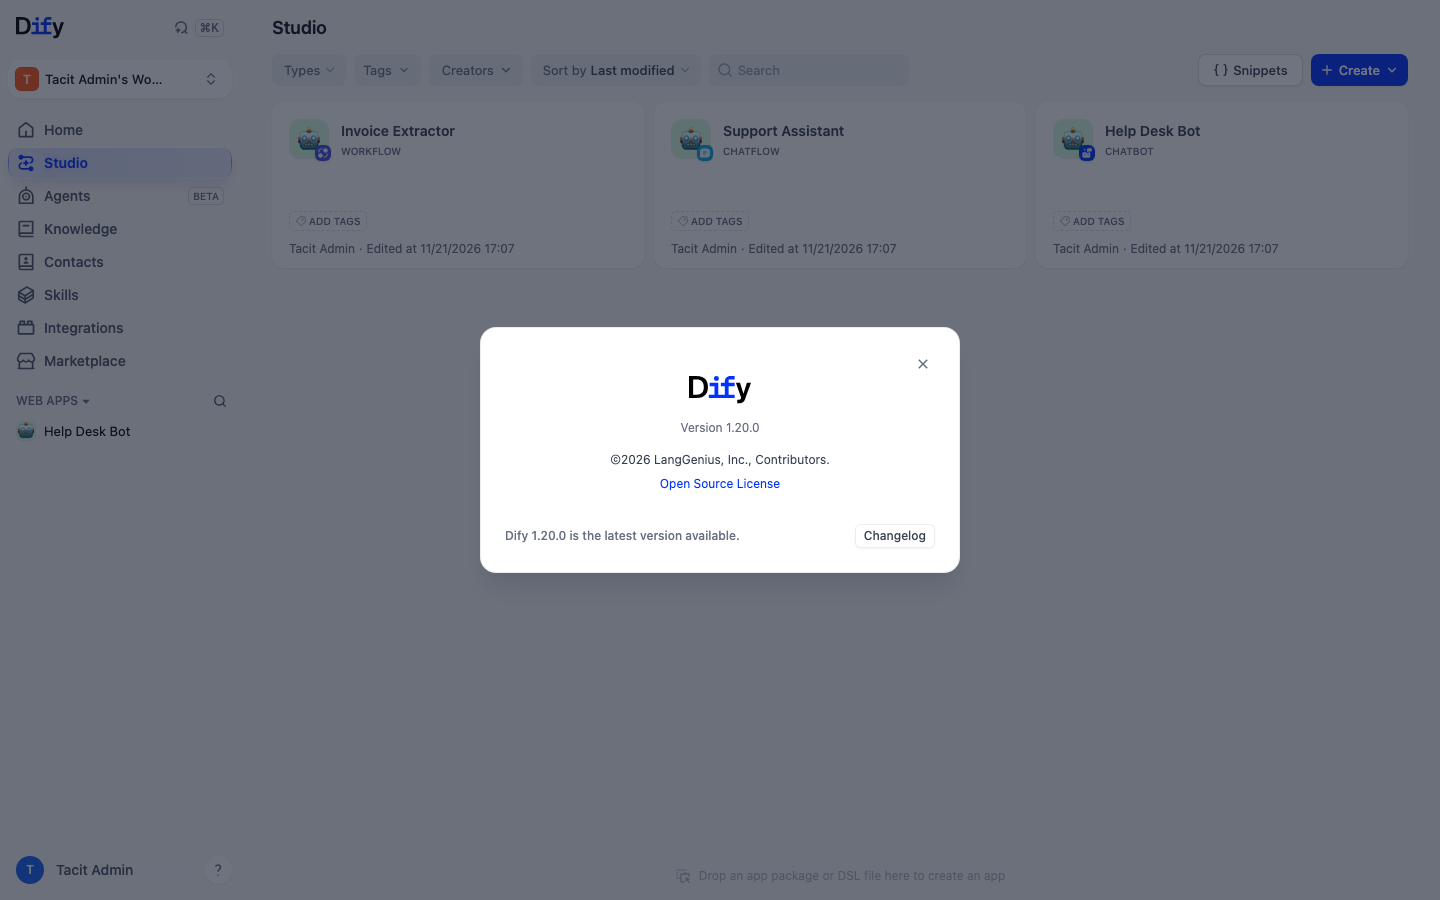 Dify
⌘K
T
Tacit Admin's Wo...
Home
Studio
Agents
BETA
Knowledge
Contacts
Skills
Integrations
Marketplace
WEB APPS
Help Desk Bot
T
Tacit Admin
?
Studio
Types
Tags
Creators
Sort by Last modified
Search
{ } Snippets
+ Create
Invoice Extractor
WORKFLOW
ADD TAGS
Tacit Admin · Edited at 11/21/2026 17:07
Support Assistant
CHATFLOW
ADD TAGS
Tacit Admin · Edited at 11/21/2026 17:07
Help Desk Bot
CHATBOT
ADD TAGS
Tacit Admin · Edited at 11/21/2026 17:07
Dify
Version 1.20.0
©2026 LangGenius, Inc., Contributors.
Open Source License
Dify 1.20.0 is the latest version available.
Changelog
Drop an app package or DSL file here to create an app